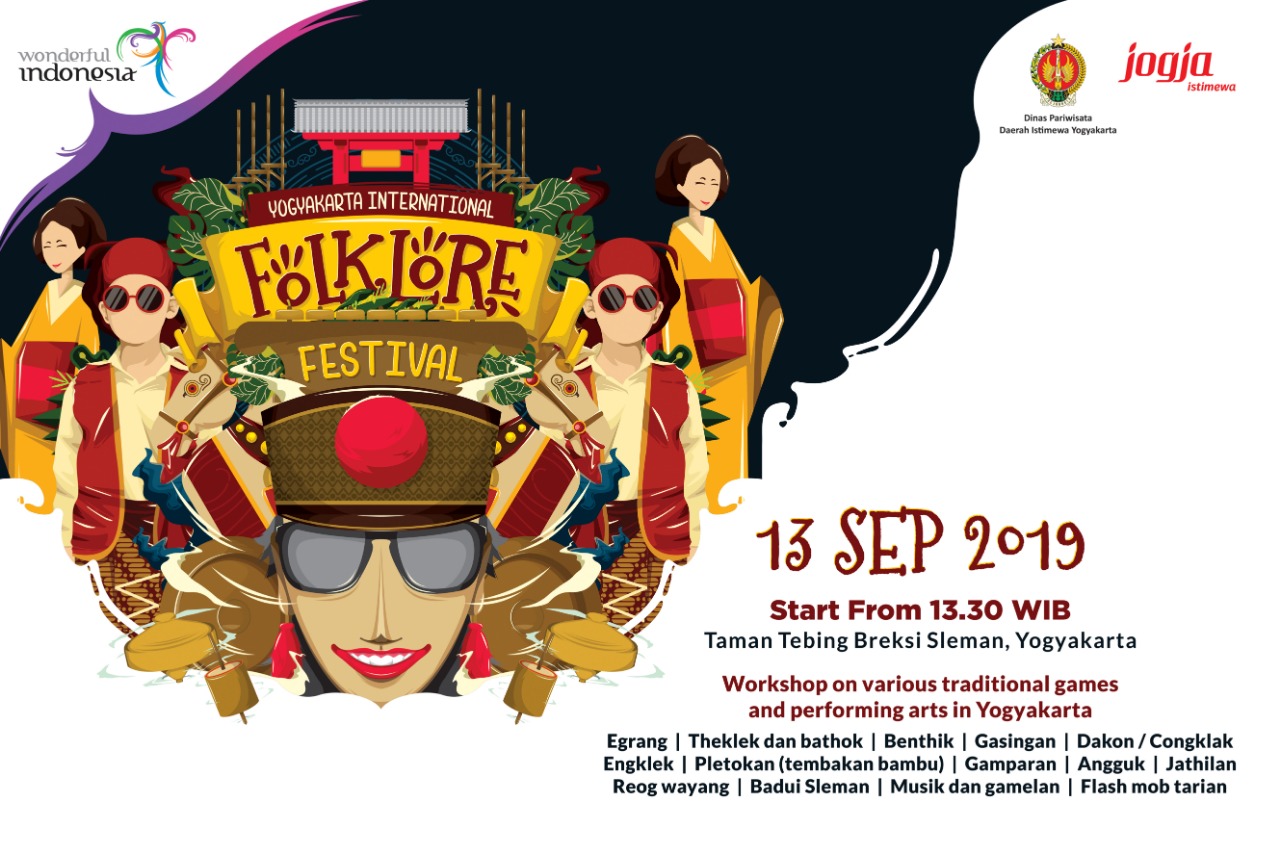 wonderful
indonesia
Dinas Pariwisata
Daerah Istimewa Yogyakarta
jogja
istimewa
YOGYAKARTA INTERNATIONAL
FOLKLORE
FESTIVAL
13 SEP 2019
Start From 13.30 WIB
Taman Tebing Breksi Sleman, Yogyakarta
Workshop on various traditional games
and performing arts in Yogyakarta
Egrang | Theklek dan bathok | Benthik | Gasingan | Dakon / Congklak
Engklek | Pletokan (tembakan bambu) | Gamparan | Angguk | Jathilan
Reog wayang | Badui Sleman | Musik dan gamelan | Flash mob tarian